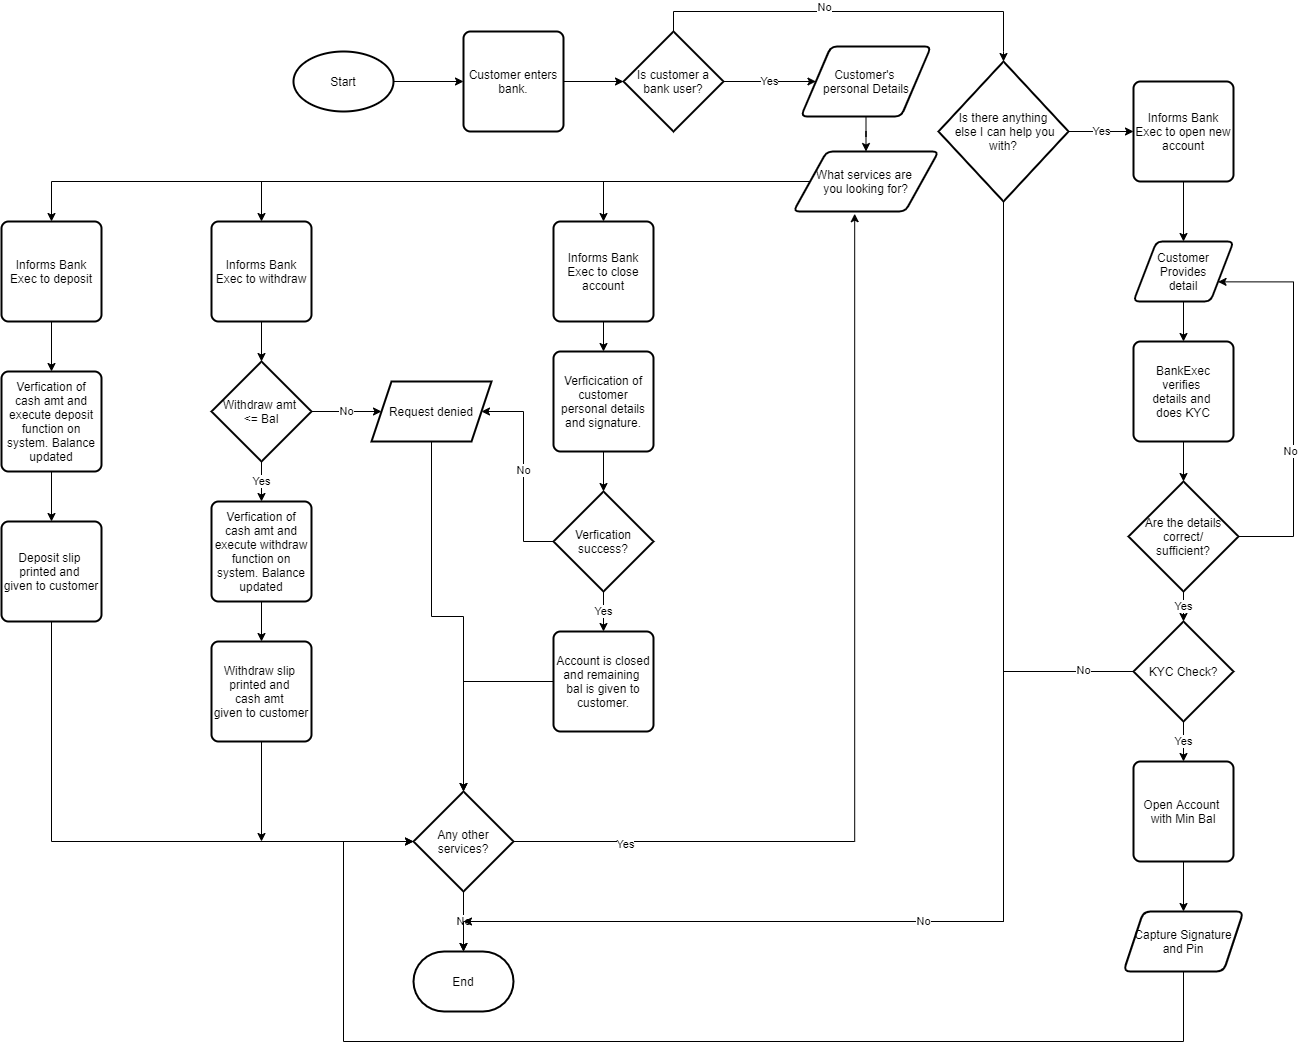 No
Start
Customer enters
bank.
Is customer a
bank user?
Yes
Customer's
personal Details
Is there anything
else I can help you
with?
Yes
Informs Bank
Exec to open new
account
What services are
you looking for?
Informs Bank
Exec to deposit
Informs Bank
Exec to withdraw
Informs Bank
Exec to close
account
Customer
Provides
detail
Verfication of
cash amt and
execute deposit
function on
system. Balance
updated
Withdraw amt
<= Bal
No
Request denied
Verficication of
customer
personal details
and signature.
BankExec
verifies
details and
does KYC
No
No
Yes
Verfication of
cash amt and
execute withdraw
function on
system. Balance
updated
Verfication
success?
Are the details
correct/
sufficient?
Deposit slip
printed and
given to customer
Yes
Yes
Withdraw slip
printed and
cash amt
given to customer
Account is closed
and remaining
bal is given to
customer.
No
KYC Check?
Yes
Open Account
with Min Bal
Any other
services?
Yes
No
No
Capture Signature
and Pin
End